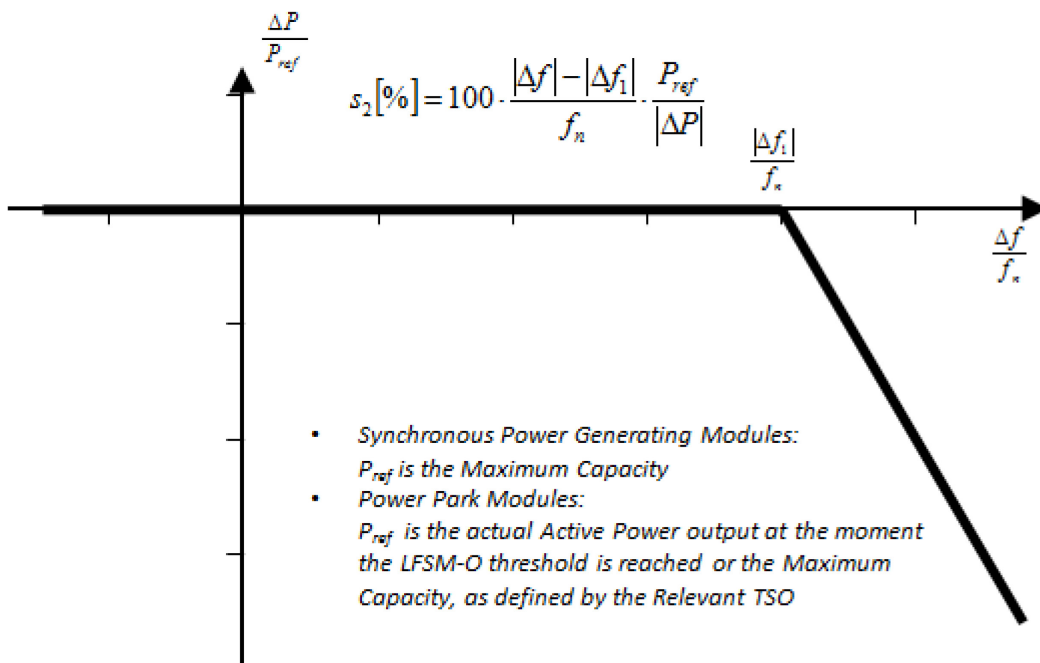 ΔP
P_ref
s₂[%] = 100 · (|Δf| − |Δf₁|) / f_n · P_ref / |ΔP|
|Δf₁|
f_n
Δf
f_n
• Synchronous Power Generating Modules:
P_ref is the Maximum Capacity
• Power Park Modules:
P_ref is the actual Active Power output at the moment
the LFSM-O threshold is reached or the Maximum
Capacity, as defined by the Relevant TSO